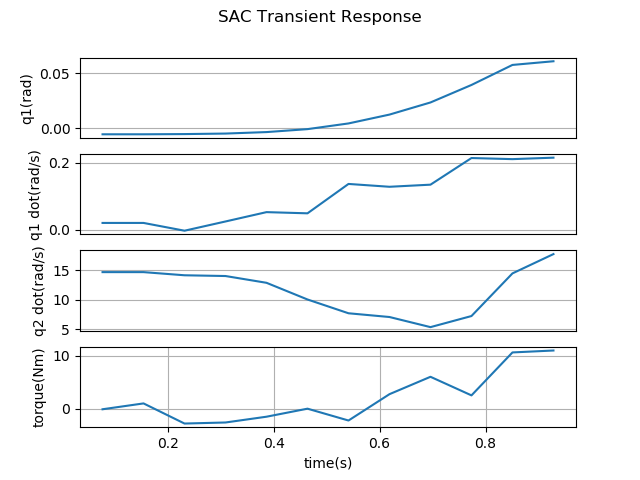 SAC Transient Response
q1(rad)
0.05
0.00
q1 dot(rad/s)
0.2
0.0
q2 dot(rad/s)
15
10
5
torque(Nm)
10
0
0.2 0.4 0.6 0.8
time(s)